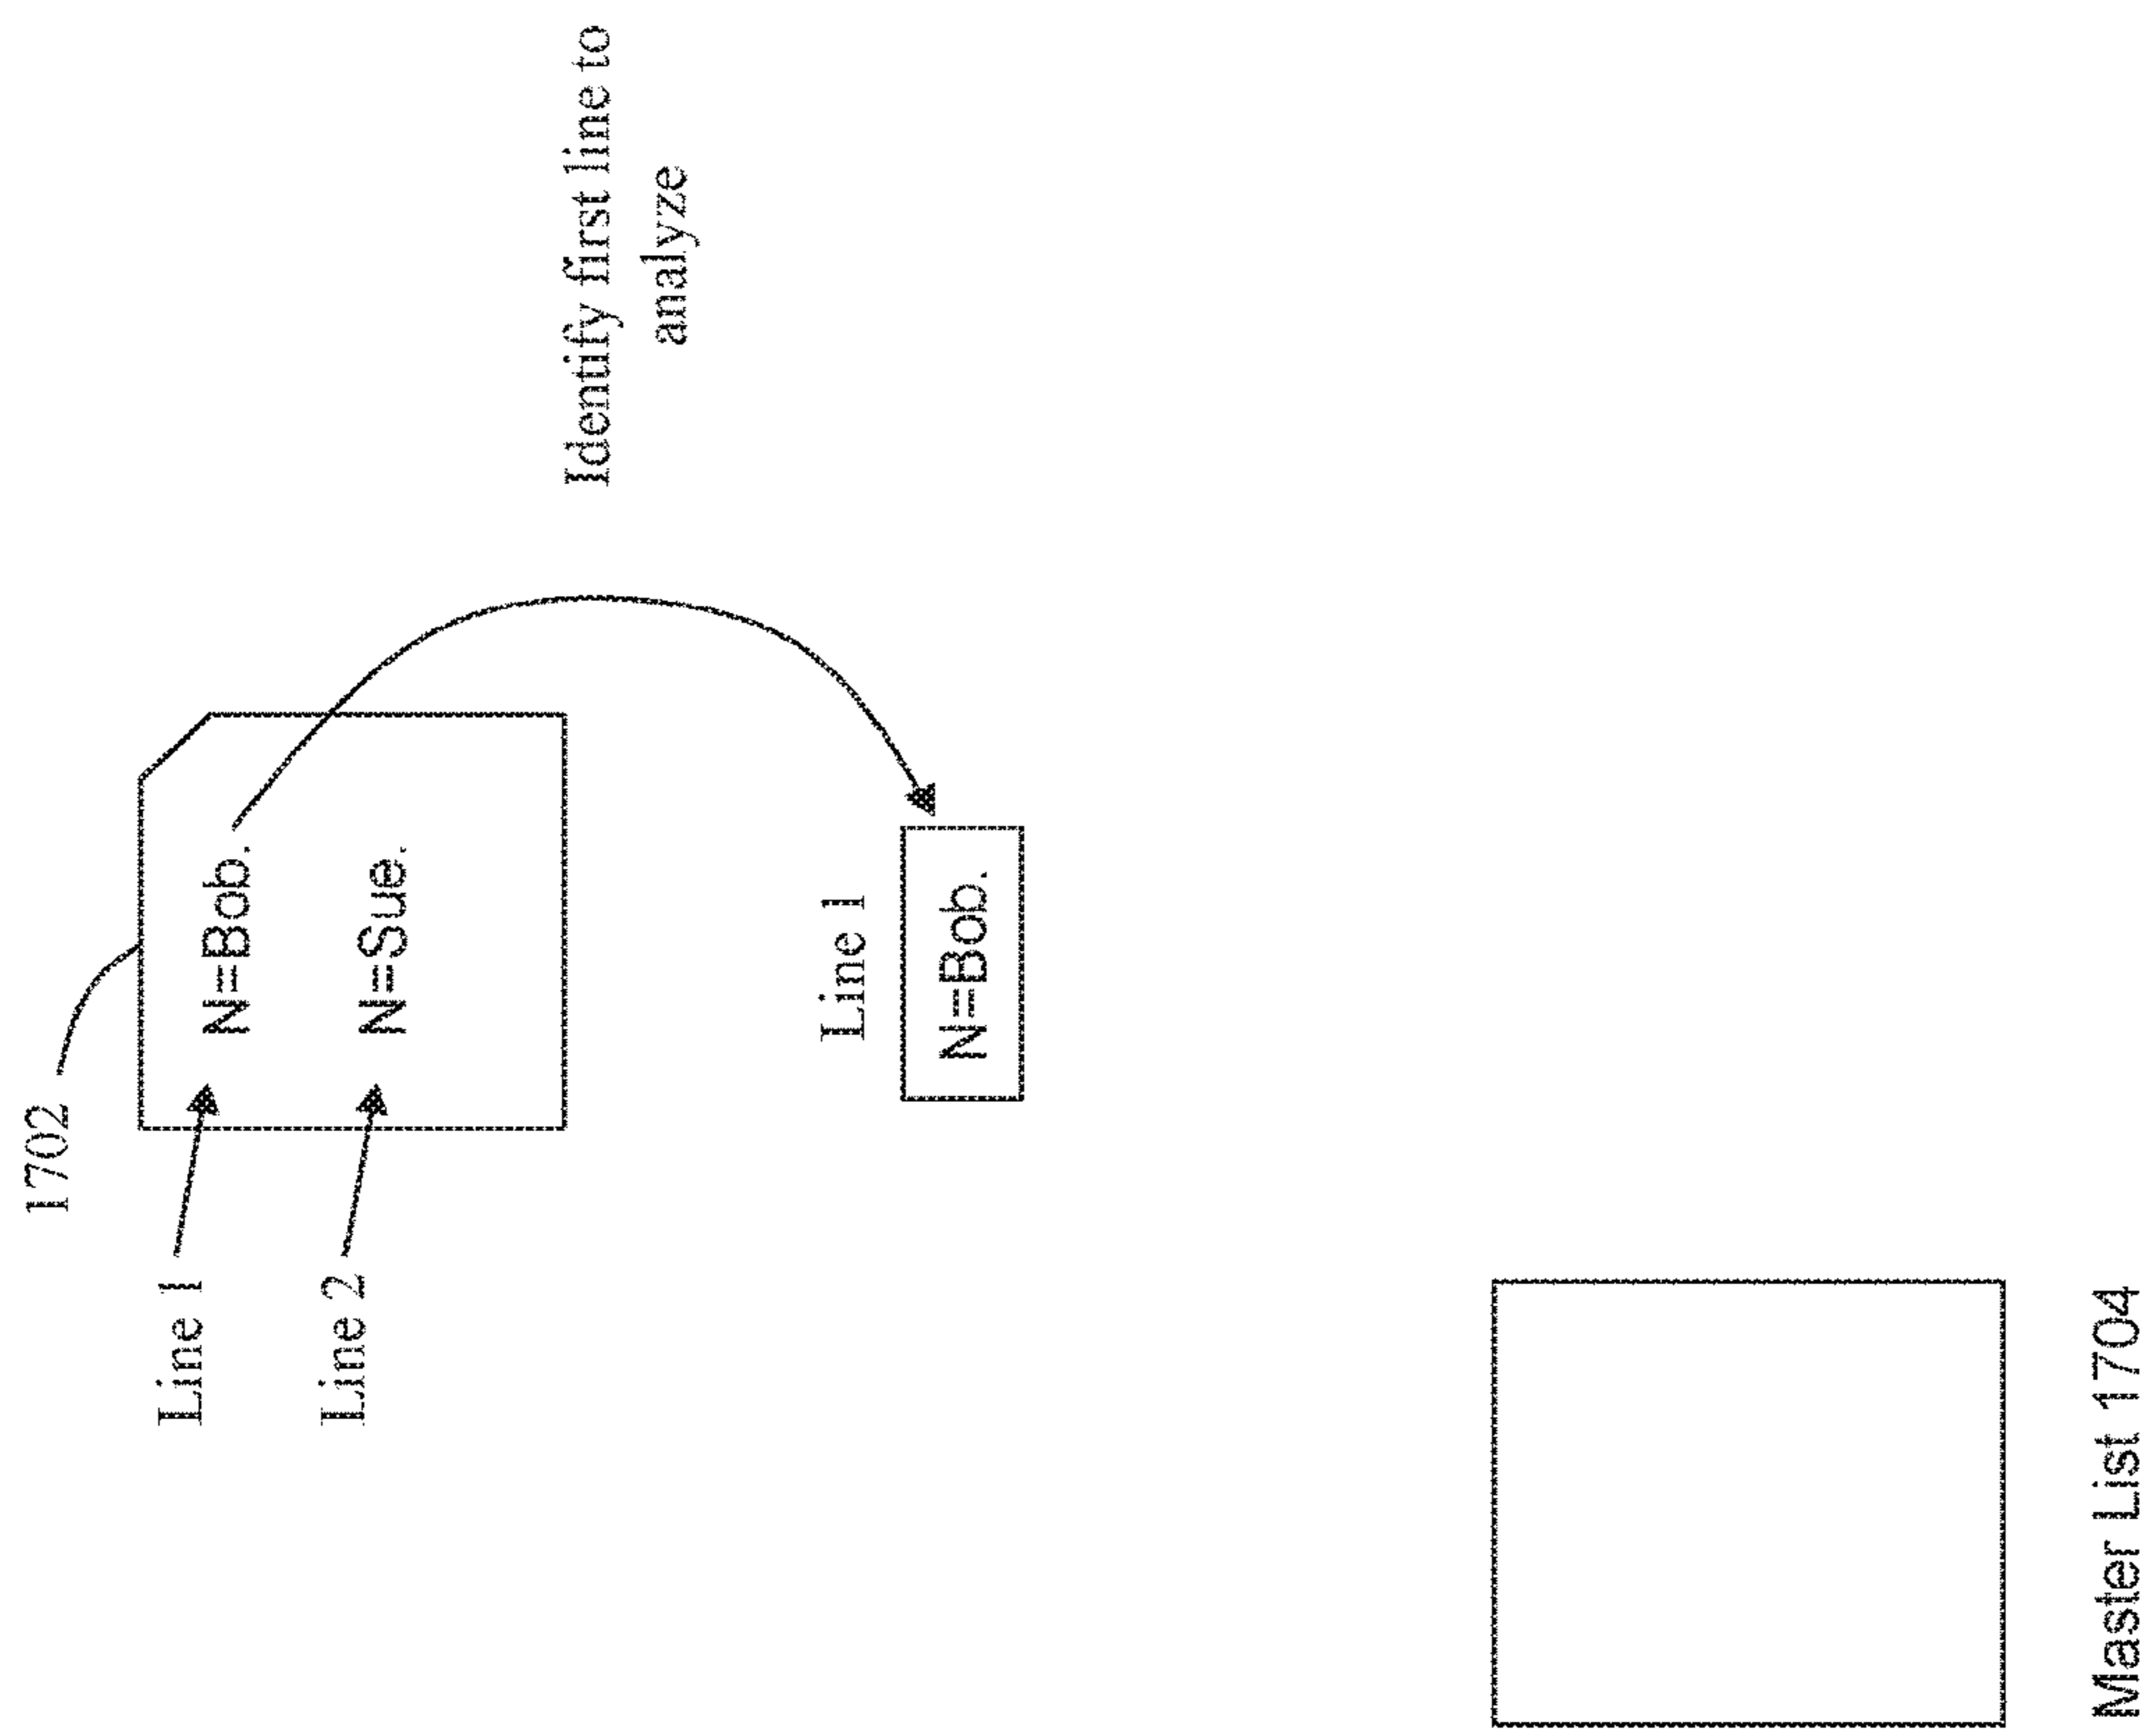 1702
Line 1
N=Bob.
Line 2
N=Sue.
Identify first line to
analyze
Line 1
N=Bob.
Master List 1704